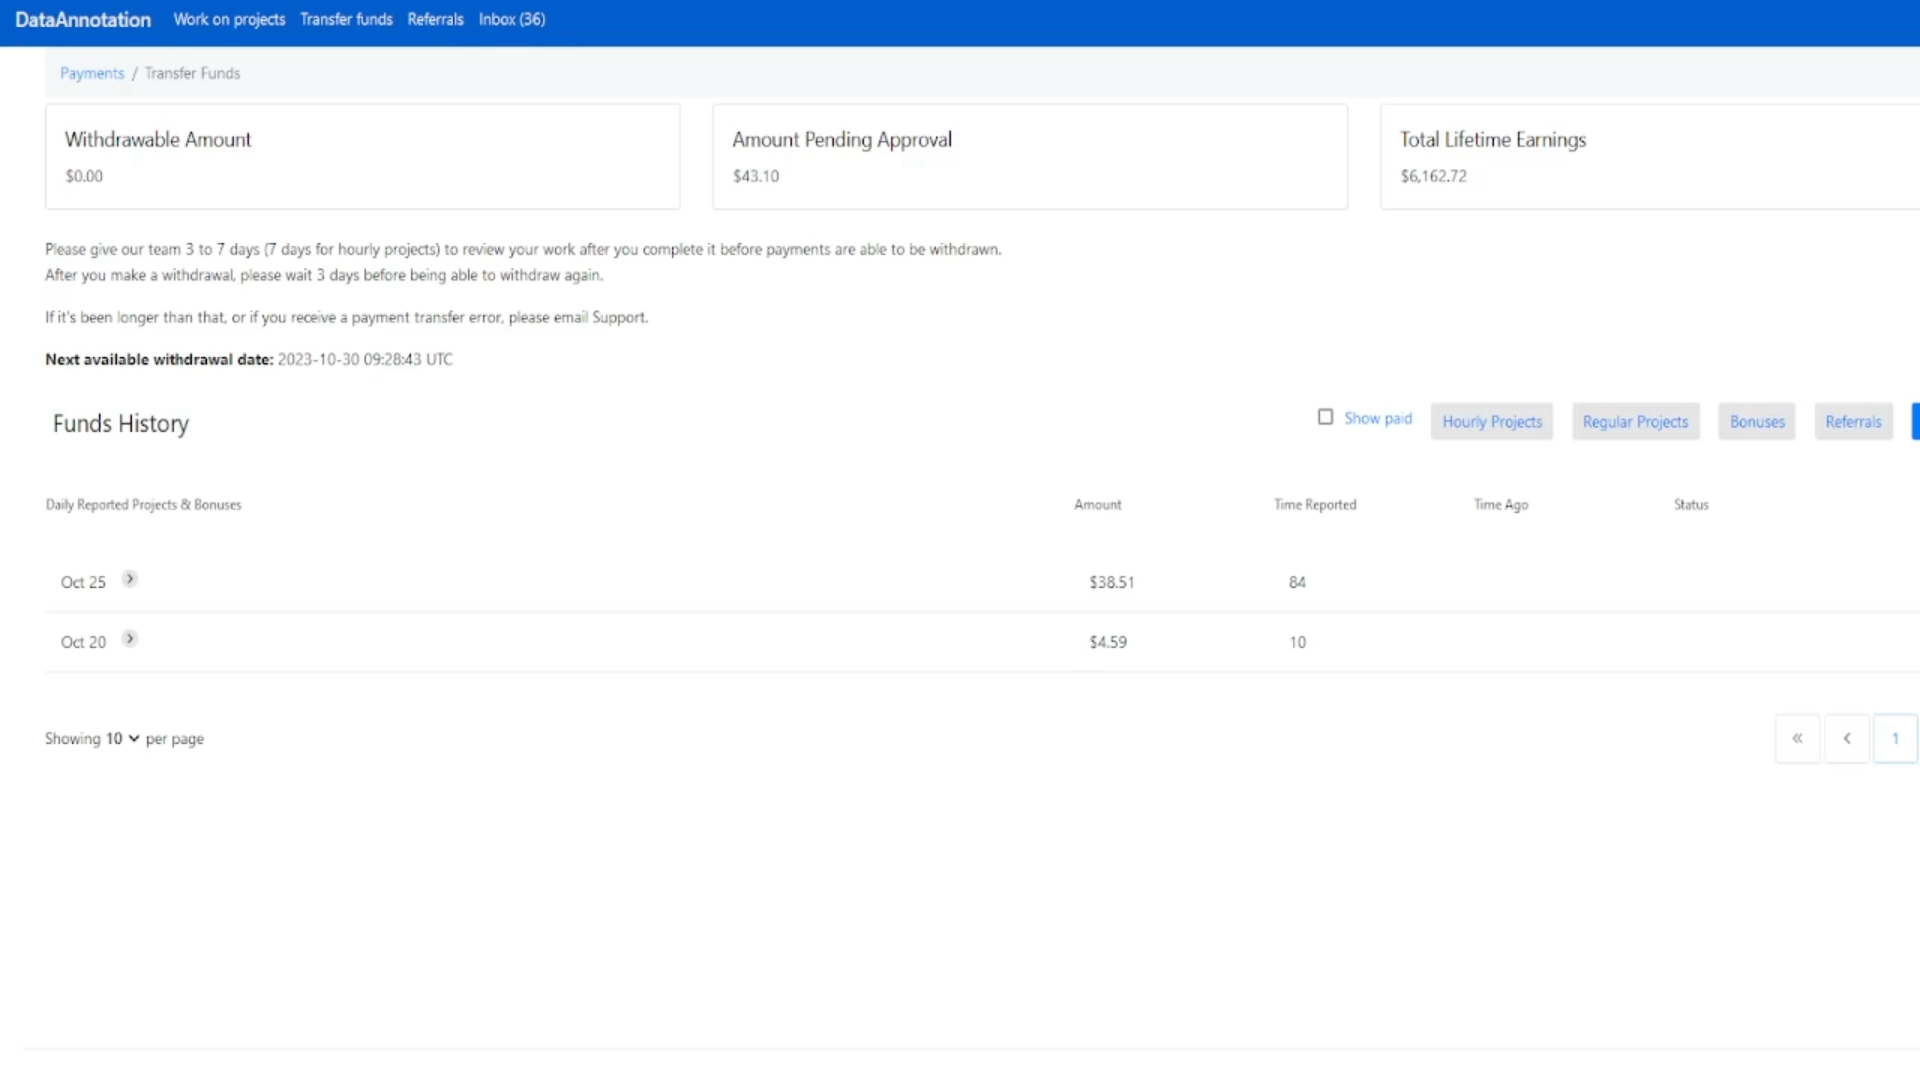 DataAnnotation Work on projects Transfer funds Referrals Inbox (36)
Payments / Transfer Funds
Withdrawable Amount
$0.00
Amount Pending Approval
$43.10
Total Lifetime Earnings
$6,162.72
Please give our team 3 to 7 days (7 days for hourly projects) to review your work after you complete it before payments are able to be withdrawn.
After you make a withdrawal, please wait 3 days before being able to withdraw again.
If it's been longer than that, or if you receive a payment transfer error, please email Support.
Next available withdrawal date: 2023-10-30 09:28:43 UTC
Funds History
Show paid Hourly Projects Regular Projects Bonuses Referrals
Daily Reported Projects & Bonuses Amount Time Reported Time Ago Status
Oct 25 > $38.51 84
Oct 20 > $4.59 10
Showing 10 per page
« < 1